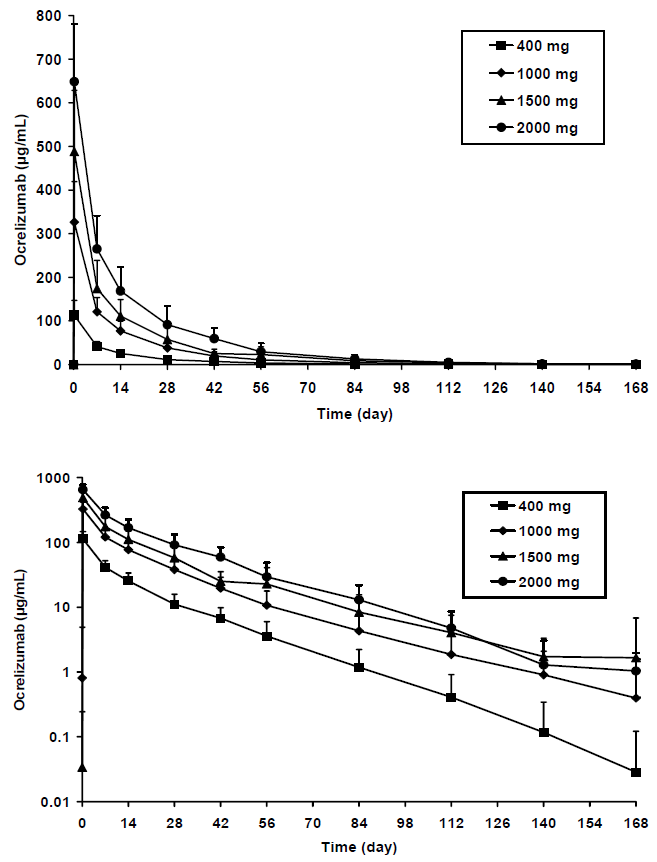 800
700
600
500
400
300
200
100
0
Ocrelizumab (µg/mL)
400 mg
1000 mg
1500 mg
2000 mg
0 14 28 42 56 70 84 98 112 126 140 154 168
Time (day)
1000
100
10
1
0.1
0.01
Ocrelizumab (µg/mL)
400 mg
1000 mg
1500 mg
2000 mg
0 14 28 42 56 70 84 98 112 126 140 154 168
Time (day)